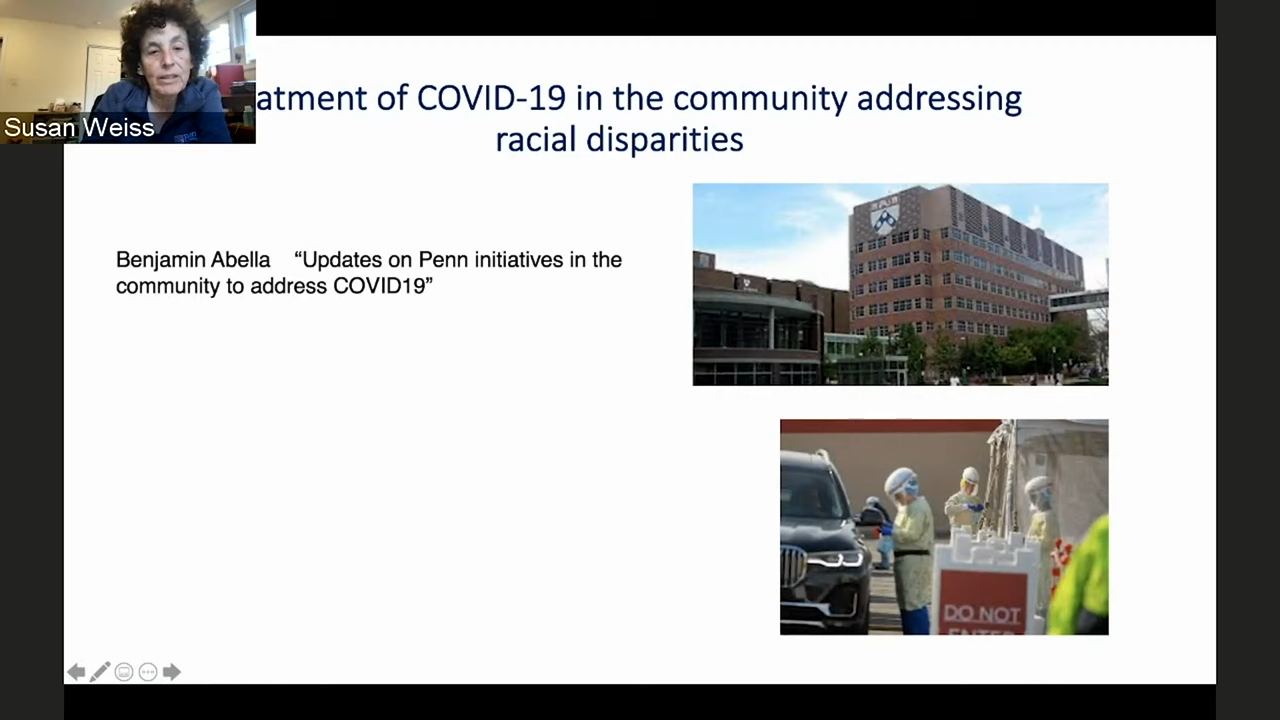 Susan Weiss
atment of COVID-19 in the community addressing
racial disparities
Benjamin Abella “Updates on Penn initiatives in the
community to address COVID19”
DO NOT
ENTER